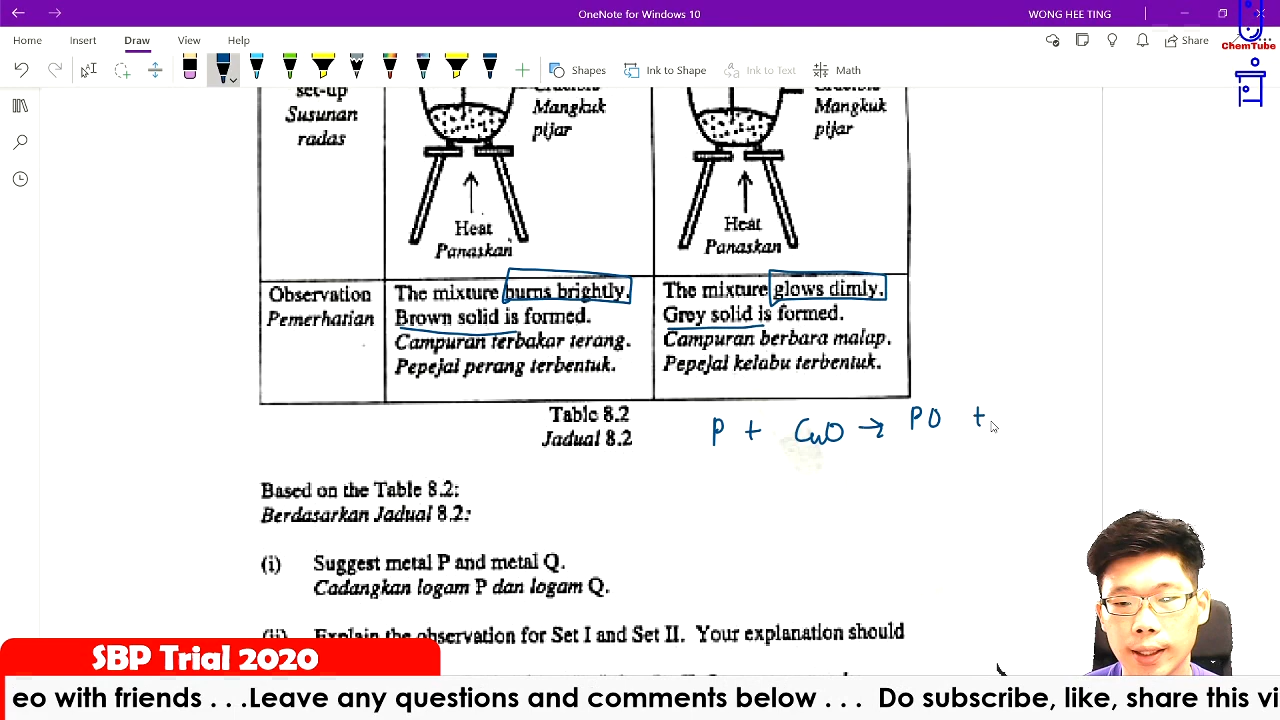 OneNote for Windows 10
WONG HEE TING
Home Insert Draw View Help
Share
ChemTube
Shapes Ink to Shape Ink to Text Math
set-up
Susunan
radas
Mangkuk
pijar
Heat
Panaskan
Mangkuk
pijar
Heat
Panaskan
Observation
Pemerhatian
The mixture burns brightly.
Brown solid is formed.
Campuran terbakar terang.
Pepejal perang terbentuk.
The mixture glows dimly.
Grey solid is formed.
Campuran berbara malap.
Pepejal kelabu terbentuk.
Table 8.2
Jadual 8.2
P + CuO → PO +
Based on the Table 8.2:
Berdasarkan Jadual 8.2:
(i) Suggest metal P and metal Q.
Cadangkan logam P dan logam Q.
(ii) Explain the observation for Set I and Set II. Your explanation should
SBP Trial 2020
eo with friends . . .Leave any questions and comments below . . . Do subscribe, like, share this vi